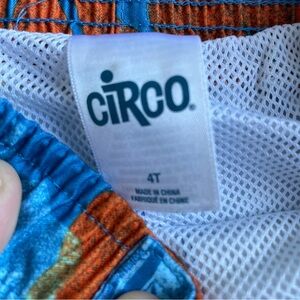 CIRCO®
4T
MADE IN CHINA
FABRIQUÉ EN CHINE